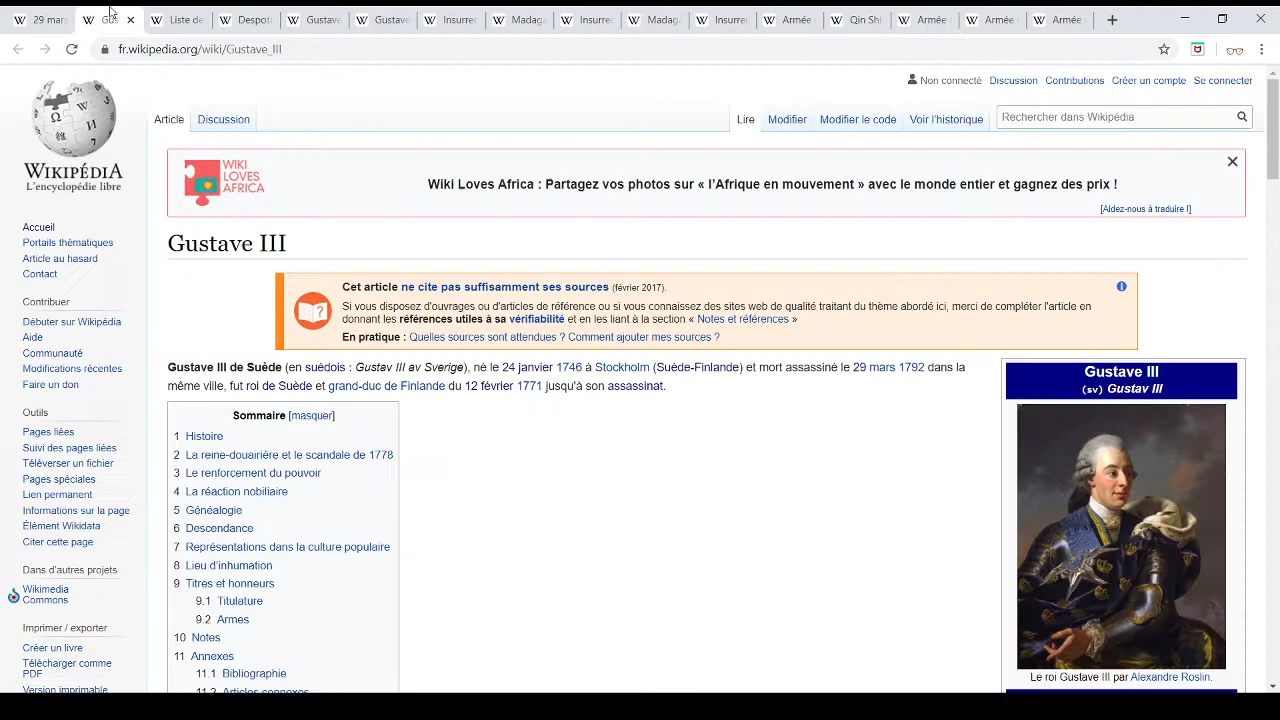 29 mars
Liste de
Despoti
Gustave
Gustave
Insurrec
Madaga
Insurrec
Madaga
Insurrec
Armée
Qin Shi
Armée
Armée
Armée
fr.wikipedia.org/wiki/Gustave_III
Non connecté Discussion Contributions Créer un compte Se connecter
Article Discussion Lire Modifier Modifier le code Voir l'historique Rechercher dans Wikipédia
WIKIPÉDIA
L'encyclopédie libre
Accueil
Portails thématiques
Article au hasard
Contact
Contribuer
Débuter sur Wikipédia
Aide
Communauté
Modifications récentes
Faire un don
Outils
Pages liées
Suivi des pages liées
Téléverser un fichier
Pages spéciales
Lien permanent
Informations sur la page
Élément Wikidata
Citer cette page
Dans d'autres projets
Wikimedia
Commons
Imprimer / exporter
Créer un livre
Télécharger comme
PDF
Version imprimable
WIKI
LOVES
AFRICA
Wiki Loves Africa : Partagez vos photos sur « l'Afrique en mouvement » avec le monde entier et gagnez des prix !
[Aidez-nous à traduire !]
Gustave III
Cet article ne cite pas suffisamment ses sources (février 2017).
Si vous disposez d'ouvrages ou d'articles de référence ou si vous connaissez des sites web de qualité traitant du thème abordé ici, merci de compléter l'article en
donnant les références utiles à sa vérifiabilité et en les liant à la section « Notes et références »
En pratique : Quelles sources sont attendues ? Comment ajouter mes sources ?
Gustave III de Suède (en suédois : Gustav III av Sverige), né le 24 janvier 1746 à Stockholm (Suède-Finlande) et mort assassiné le 29 mars 1792 dans la
même ville, fut roi de Suède et grand-duc de Finlande du 12 février 1771 jusqu'à son assassinat.
Sommaire [masquer]
1 Histoire
2 La reine-douairière et le scandale de 1778
3 Le renforcement du pouvoir
4 La réaction nobiliaire
5 Généalogie
6 Descendance
7 Représentations dans la culture populaire
8 Lieu d'inhumation
9 Titres et honneurs
9.1 Titulature
9.2 Armes
10 Notes
11 Annexes
11.1 Bibliographie
11.2 Articles connexes
Gustave III
(sv) Gustav III
Le roi Gustave III par Alexandre Roslin.